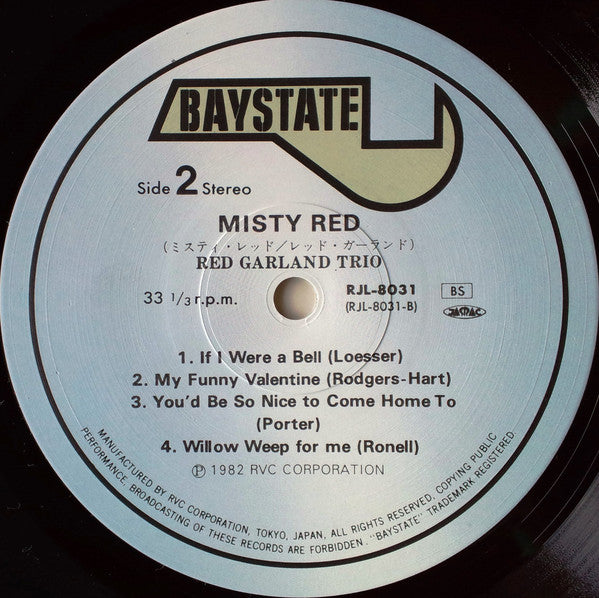 BAYSTATE
Side 2 Stereo
MISTY RED
(ミスティ・レッド/レッド・ガーランド)
RED GARLAND TRIO
33 1/3 r.p.m.
RJL-8031
(RJL-8031-B)
BS
JASRAC
1. If I Were a Bell (Loesser)
2. My Funny Valentine (Rodgers-Hart)
3. You'd Be So Nice to Come Home To
(Porter)
4. Willow Weep for me (Ronell)
Ⓟ 1982 RVC CORPORATION
MANUFACTURED BY RVC CORPORATION, TOKYO, JAPAN, ALL RIGHTS RESERVED, COPYING PUBLIC
PERFORMANCE, BROADCASTING OF THESE RECORDS ARE FORBIDDEN. "BAYSTATE" TRADEMARK REGISTERED.